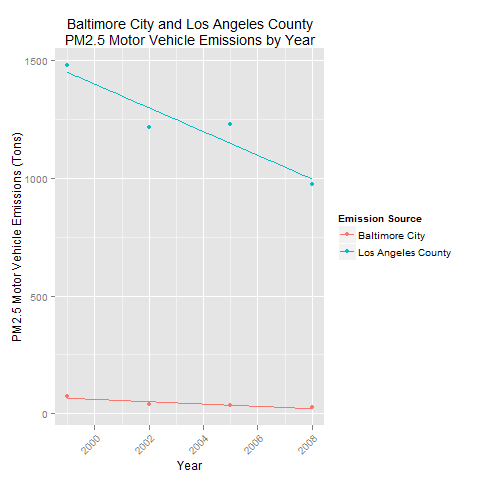 Baltimore City and Los Angeles County
PM2.5 Motor Vehicle Emissions by Year
PM2.5 Motor Vehicle Emissions (Tons)
1500
1000
500
0
2000
2002
2004
2006
2008
Year
Emission Source
Baltimore City
Los Angeles County